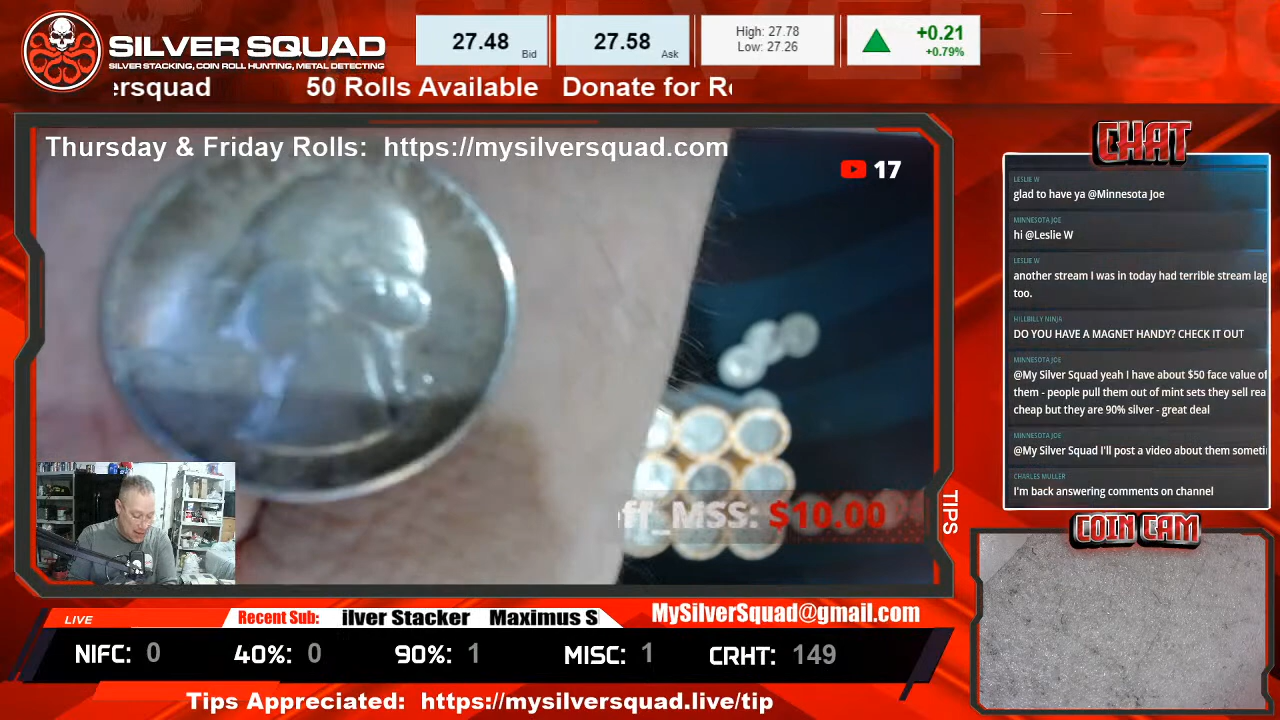 SILVER SQUAD
SILVER STACKING, COIN ROLL HUNTING, METAL DETECTING
27.48 Bid
27.58 Ask
High: 27.78
Low: 27.26
+0.21
+0.79%
ersquad 50 Rolls Available Donate for R
Thursday & Friday Rolls: https://mysilversquad.com
17
CHAT
LESLIE W
glad to have ya @Minnesota Joe
MINNESOTA JOE
hi @Leslie W
LESLIE W
another stream I was in today had terrible stream lag
too.
HILLBILLY NINJA
DO YOU HAVE A MAGNET HANDY? CHECK IT OUT
MINNESOTA JOE
@My Silver Squad yeah I have about $50 face value of
them - people pull them out of mint sets they sell rea
cheap but they are 90% silver - great deal
MINNESOTA JOE
@My Silver Squad I'll post a video about them someti
CHARLES MULLER
I'm back answering comments on channel
eff_MSS: $10.00
TIPS
COIN CAM
LIVE
Recent Sub: ilver Stacker Maximus S
MySilverSquad@gmail.com
NIFC: 0
40%: 0
90%: 1
MISC: 1
CRHT: 149
Tips Appreciated: https://mysilversquad.live/tip